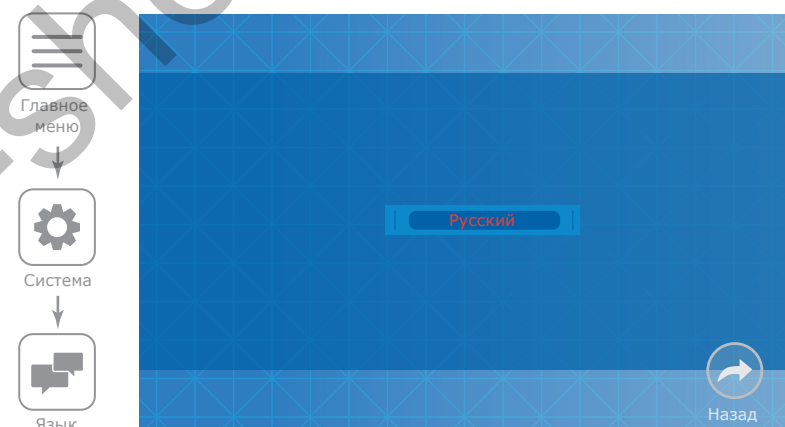 Главное
меню
Система
Язык
Русский
Назад